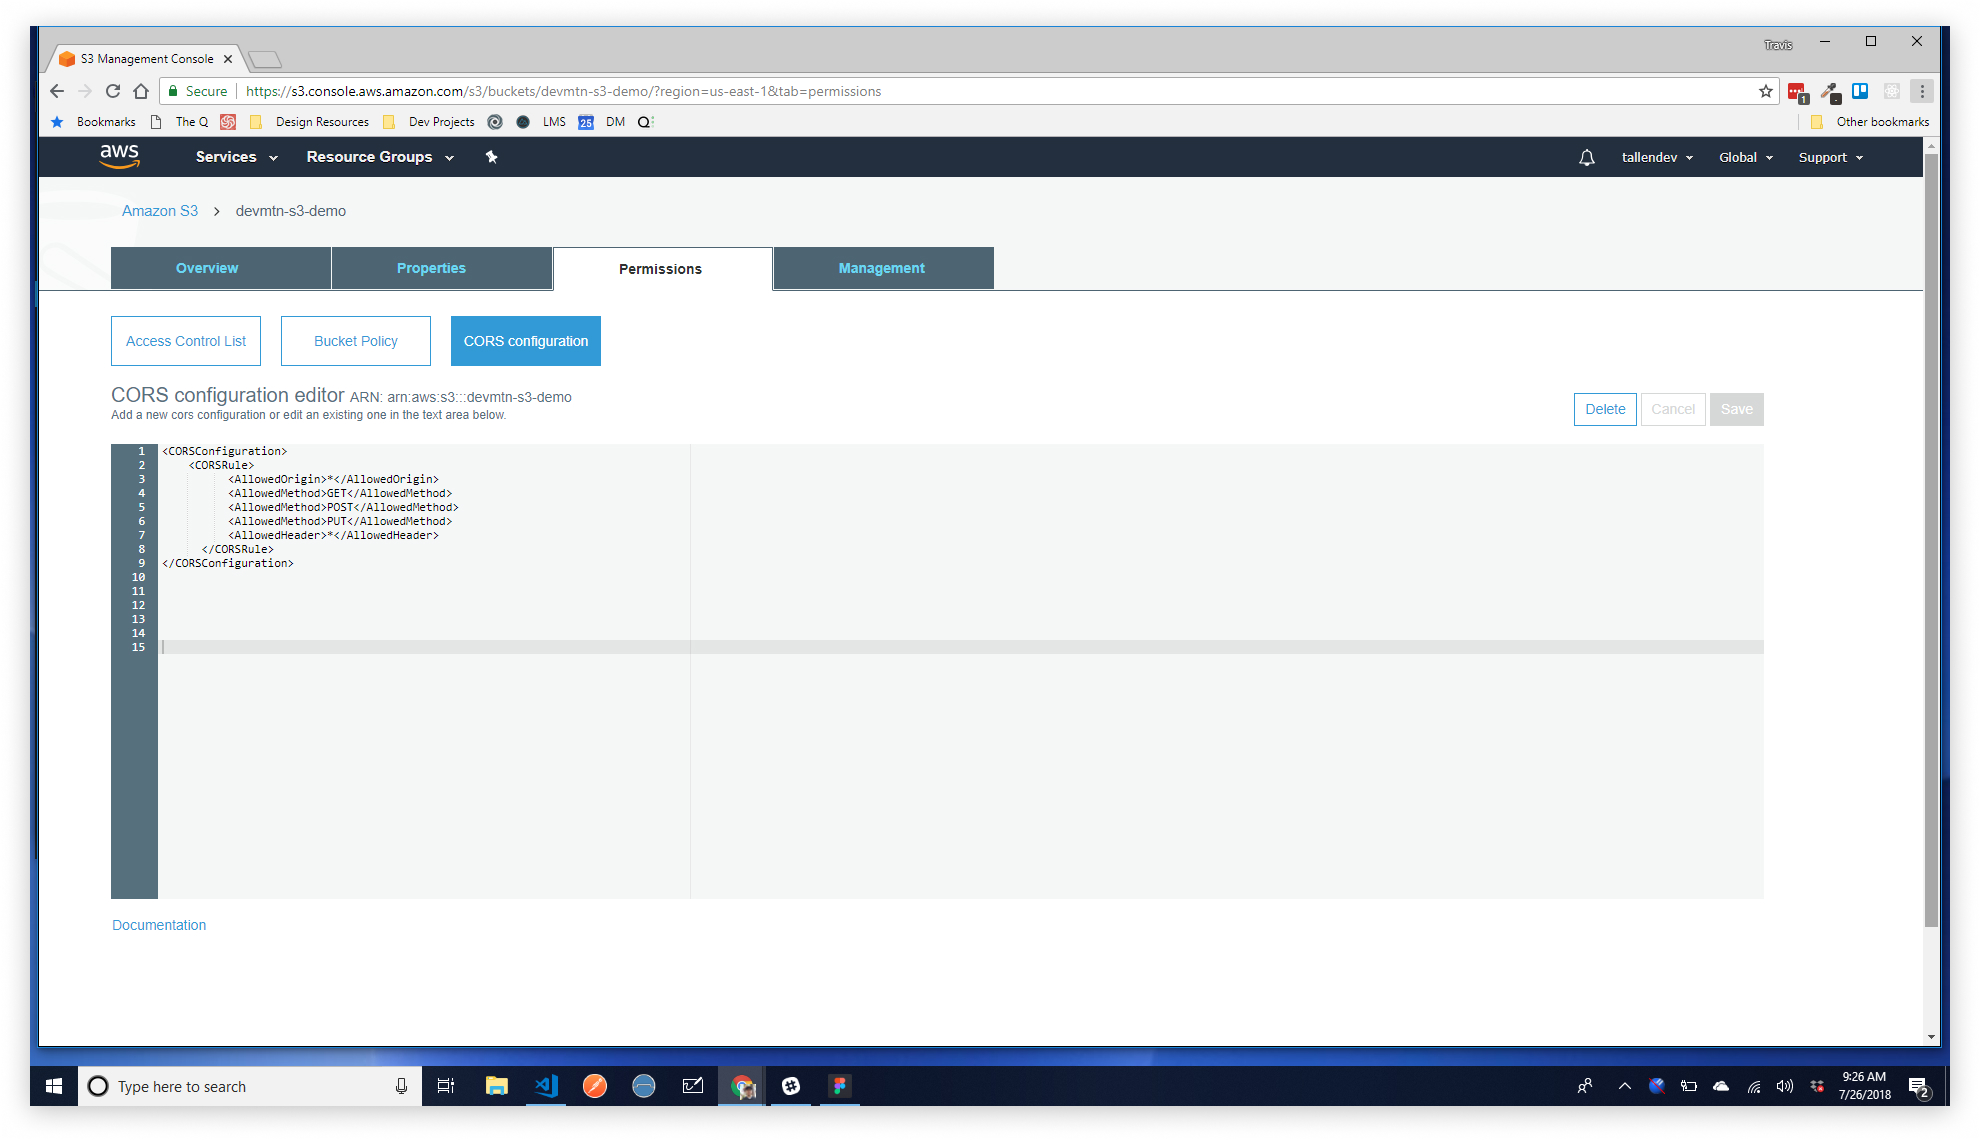 S3 Management Console
Travis
Secure https://s3.console.aws.amazon.com/s3/buckets/devmtn-s3-demo/?region=us-east-1&tab=permissions
1
Bookmarks The Q Design Resources Dev Projects LMS 25 DM Q Other bookmarks
aws Services Resource Groups tallendev Global Support
Amazon S3 > devmtn-s3-demo
Overview Properties Permissions Management
Access Control List Bucket Policy CORS configuration
CORS configuration editor ARN: arn:aws:s3:::devmtn-s3-demo
Add a new cors configuration or edit an existing one in the text area below.
Delete Cancel Save
1 <CORSConfiguration>
2 <CORSRule>
3 <AllowedOrigin>*</AllowedOrigin>
4 <AllowedMethod>GET</AllowedMethod>
5 <AllowedMethod>POST</AllowedMethod>
6 <AllowedMethod>PUT</AllowedMethod>
7 <AllowedHeader>*</AllowedHeader>
8 </CORSRule>
9 </CORSConfiguration>
10
11
12
13
14
15
Documentation
Type here to search
9:26 AM
7/26/2018
2